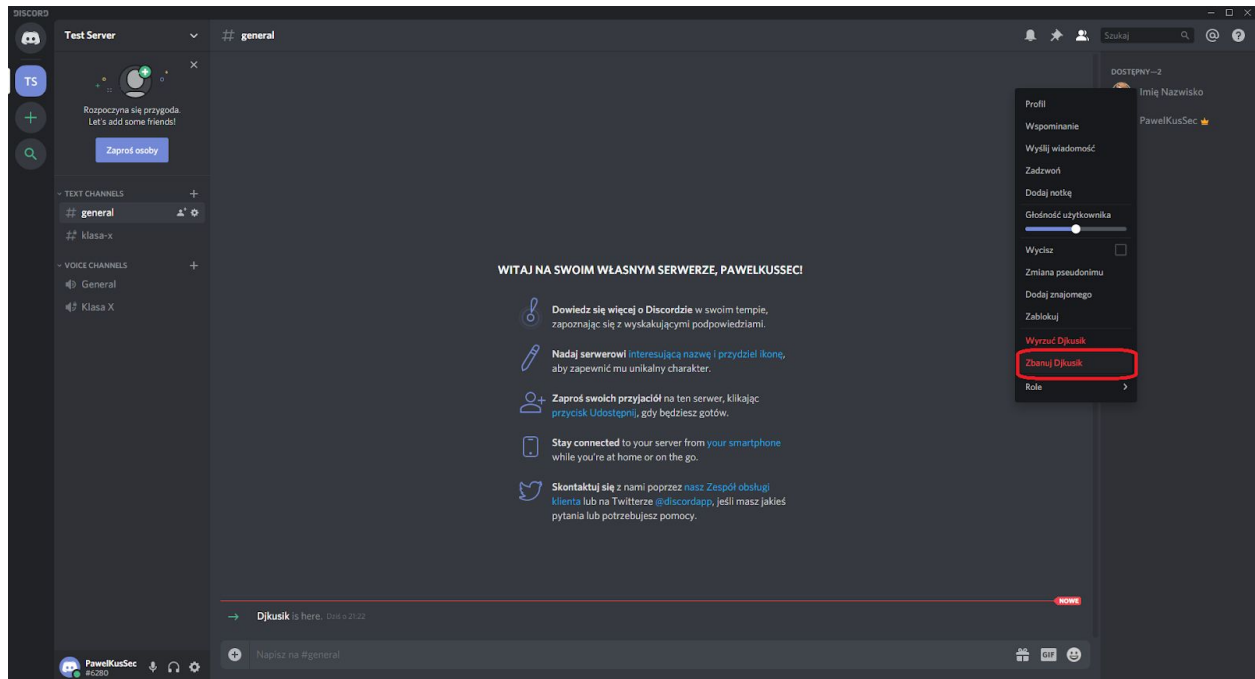 DISCORD
Test Server
# general
Szukaj
TS
Rozpoczyna się przygoda.
Let's add some friends!
Zaproś osoby
TEXT CHANNELS
general
klasa-x
VOICE CHANNELS
General
Klasa X
WITAJ NA SWOIM WŁASNYM SERWERZE, PAWELKUSSEC!
Dowiedz się więcej o Discordzie w swoim tempie,
zapoznając się z wyskakującymi podpowiedziami.
Nadaj serwerowi interesującą nazwę i przydziel ikonę,
aby zapewnić mu unikalny charakter.
Zaproś swoich przyjaciół na ten serwer, klikając
przycisk Udostępnij, gdy będziesz gotów.
Stay connected to your server from your smartphone
while you're at home or on the go.
Skontaktuj się z nami poprzez nasz Zespół obsługi
klienta lub na Twitterze @discordapp, jeśli masz jakieś
pytania lub potrzebujesz pomocy.
NOWE
Djkusik is here. Dziś o 21:22
Napisz na #general
GIF
PawelKusSec
#6280
DOSTĘPNY—2
Imię Nazwisko
PawelKusSec
Profil
Wspominanie
Wyślij wiadomość
Zadzwoń
Dodaj notkę
Głośność użytkownika
Wycisz
Zmiana pseudonimu
Dodaj znajomego
Zablokuj
Wyrzuć Djkusik
Zbanuj Djkusik
Role